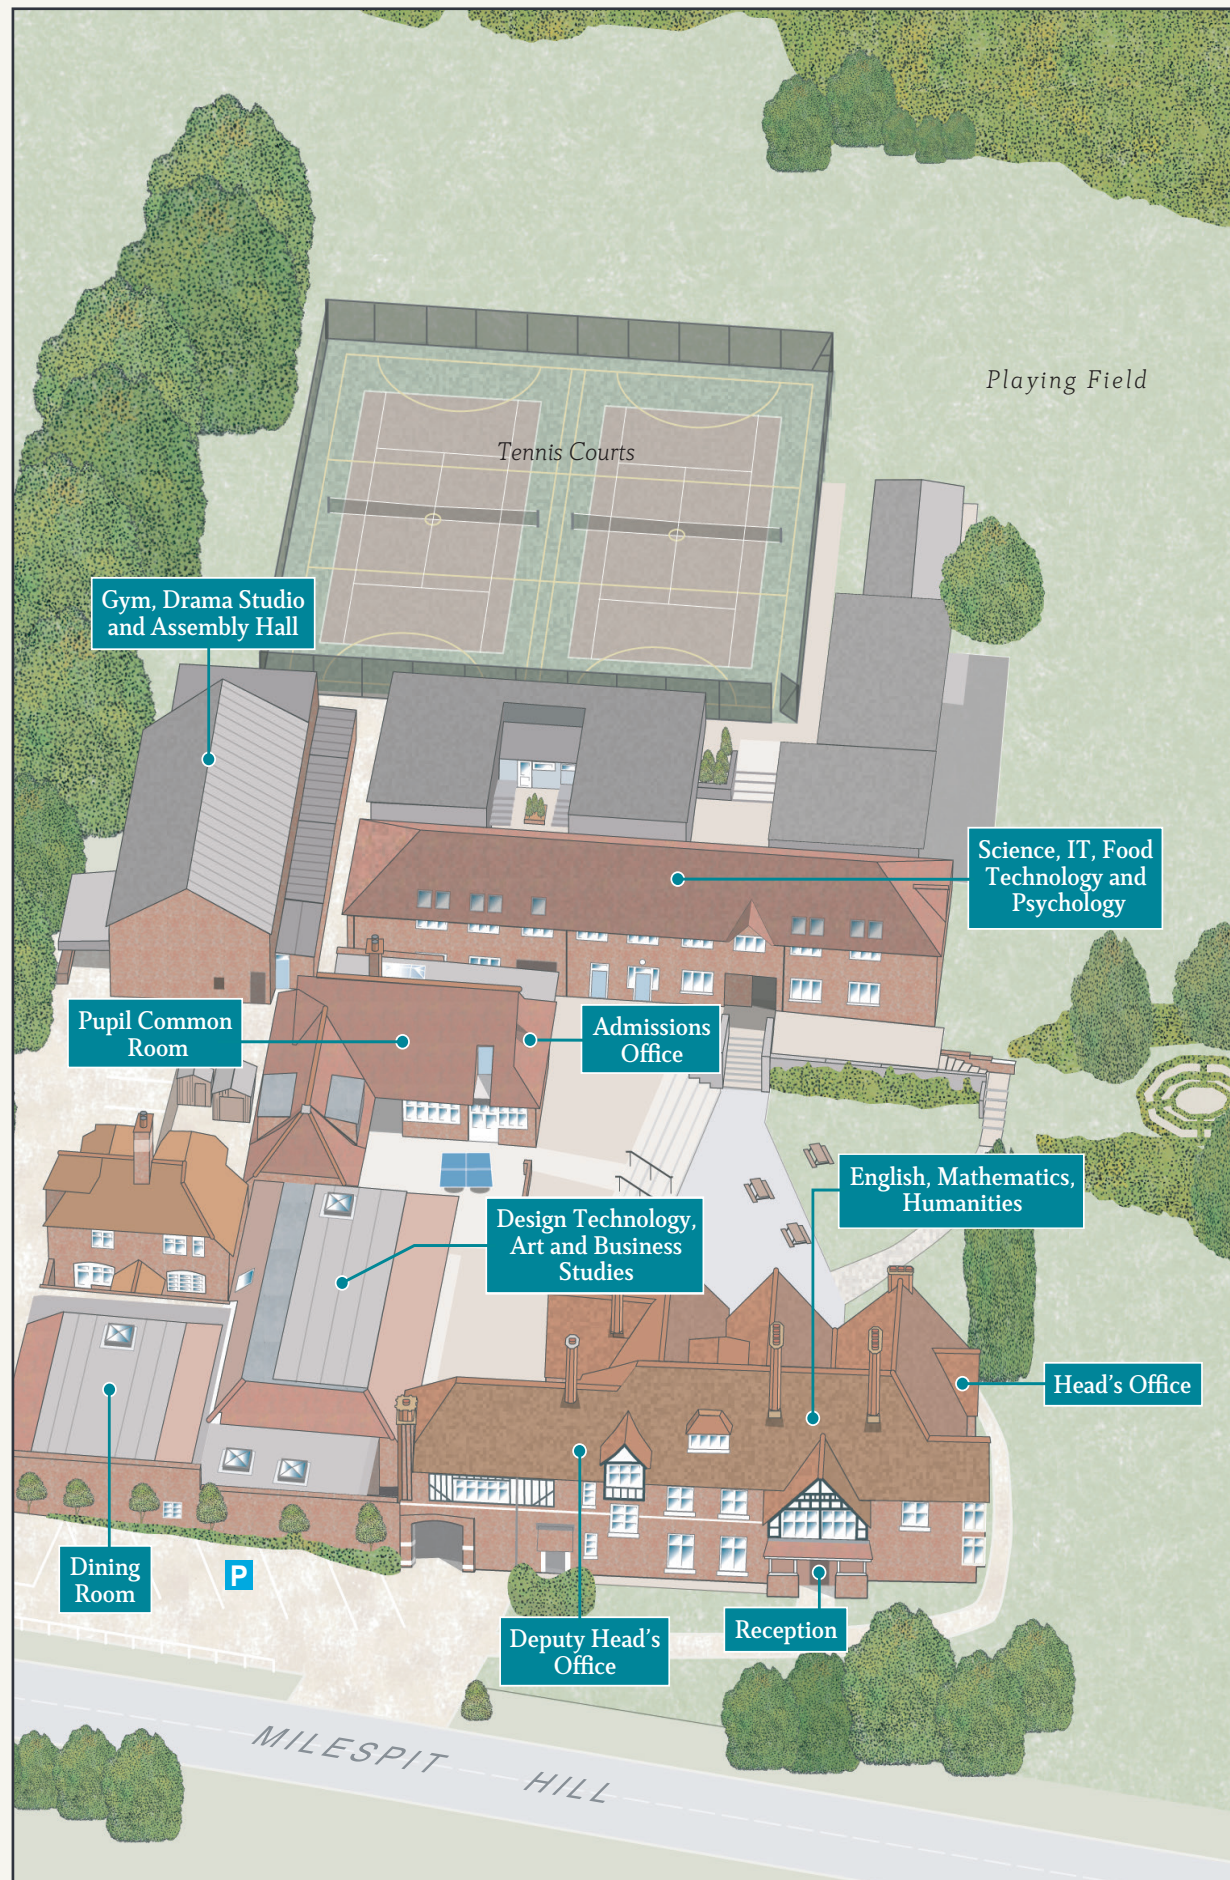 Playing Field
Tennis Courts
Gym, Drama Studio
and Assembly Hall
Science, IT, Food
Technology and
Psychology
Pupil Common
Room
Admissions
Office
English, Mathematics,
Humanities
Design Technology,
Art and Business
Studies
Head's Office
Dining
Room
P
Deputy Head's
Office
Reception
MILESPIT HILL